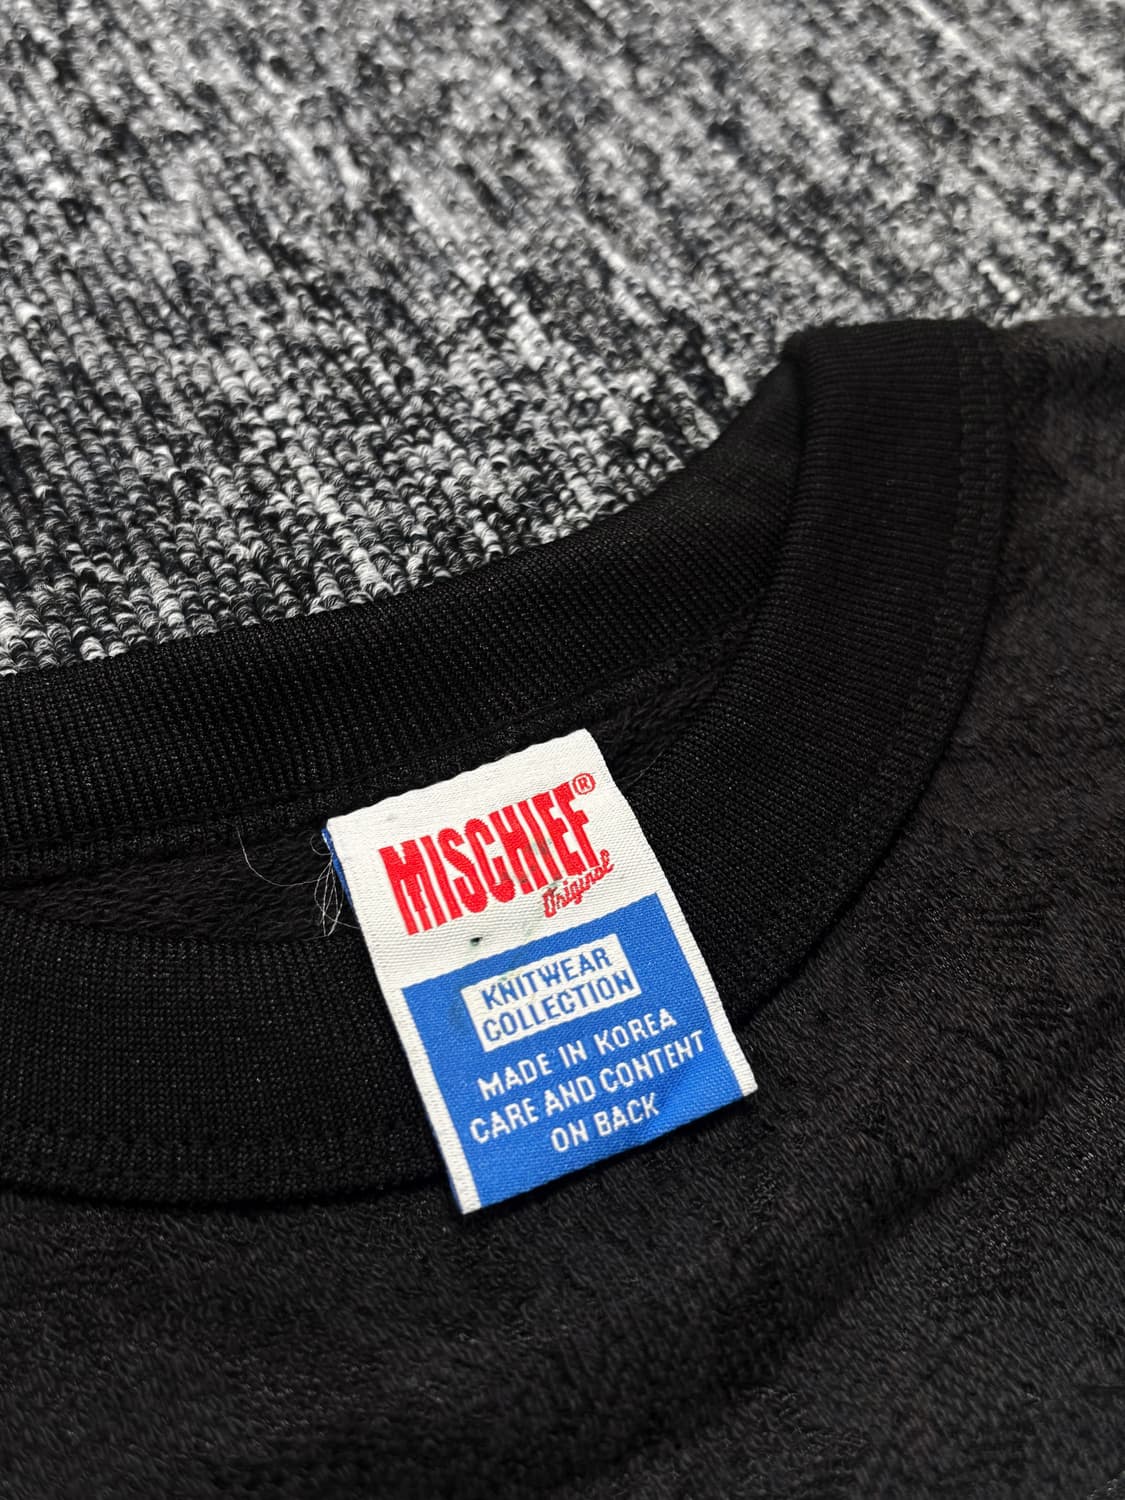 MISCHIEF®
Original
KNITWEAR
COLLECTION
MADE IN KOREA
CARE AND CONTENT
ON BACK